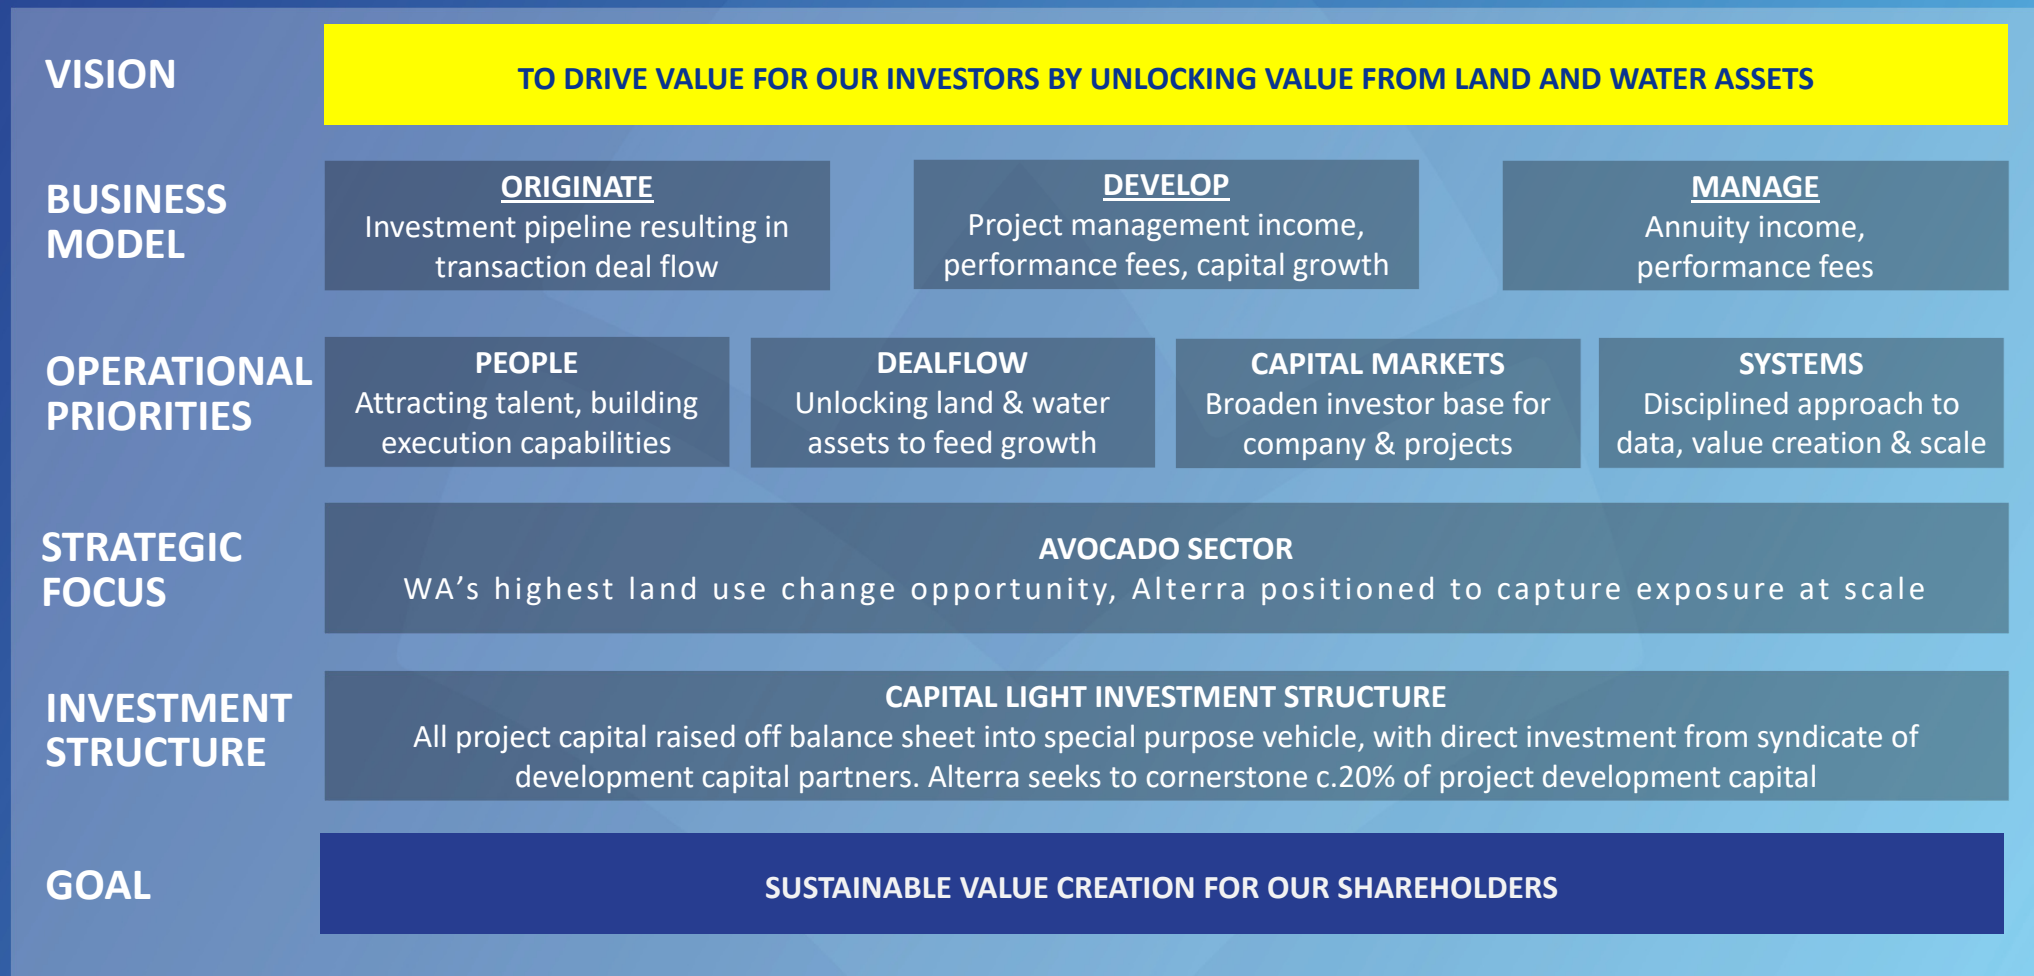 VISION
TO DRIVE VALUE FOR OUR INVESTORS BY UNLOCKING VALUE FROM LAND AND WATER ASSETS
BUSINESS
MODEL
ORIGINATE
Investment pipeline resulting in
transaction deal flow
DEVELOP
Project management income,
performance fees, capital growth
MANAGE
Annuity income,
performance fees
OPERATIONAL
PRIORITIES
PEOPLE
Attracting talent, building
execution capabilities
DEALFLOW
Unlocking land & water
assets to feed growth
CAPITAL MARKETS
Broaden investor base for
company & projects
SYSTEMS
Disciplined approach to
data, value creation & scale
STRATEGIC
FOCUS
AVOCADO SECTOR
WA’s highest land use change opportunity, Alterra positioned to capture exposure at scale
INVESTMENT
STRUCTURE
CAPITAL LIGHT INVESTMENT STRUCTURE
All project capital raised off balance sheet into special purpose vehicle, with direct investment from syndicate of
development capital partners. Alterra seeks to cornerstone c.20% of project development capital
GOAL
SUSTAINABLE VALUE CREATION FOR OUR SHAREHOLDERS